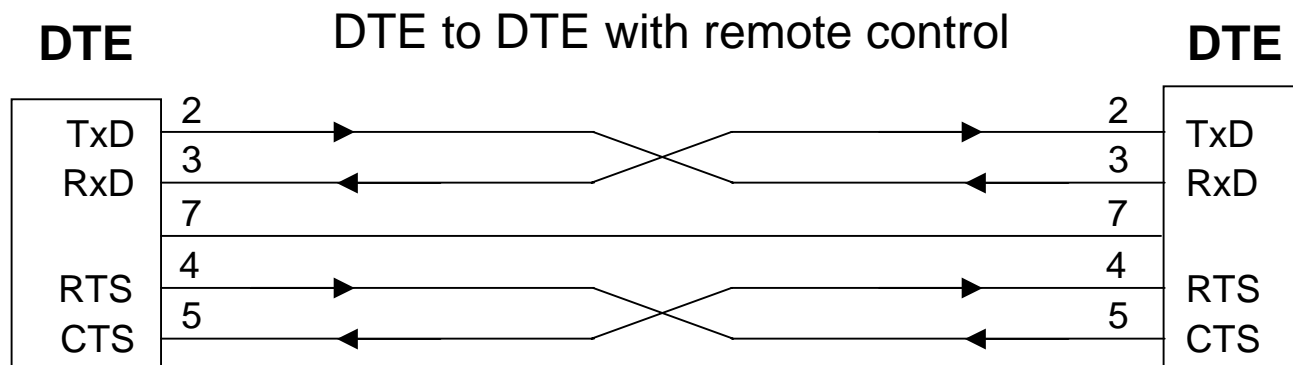 DTE DTE to DTE with remote control DTE
2 2
TxD TxD
3 3
RxD RxD
7 7
4 4
RTS RTS
5 5
CTS CTS